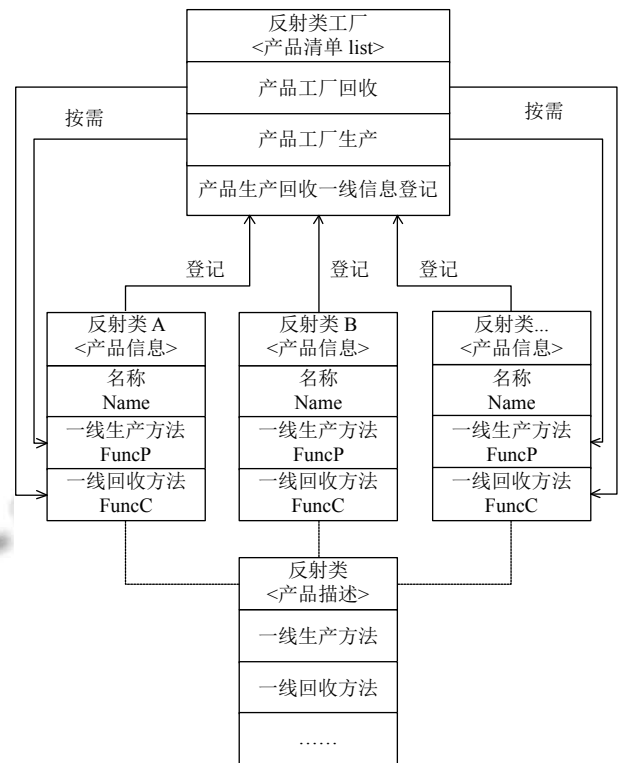 反射类工厂
<产品清单 list>
产品工厂回收
按需
按需
产品工厂生产
产品生产回收一线信息登记
登记
登记
登记
反射类 A
<产品信息>
名称
Name
一线生产方法
FuncP
一线回收方法
FuncC
反射类 B
<产品信息>
名称
Name
一线生产方法
FuncP
一线回收方法
FuncC
反射类...
<产品信息>
名称
Name
一线生产方法
FuncP
一线回收方法
FuncC
反射类
<产品描述>
一线生产方法
一线回收方法
……